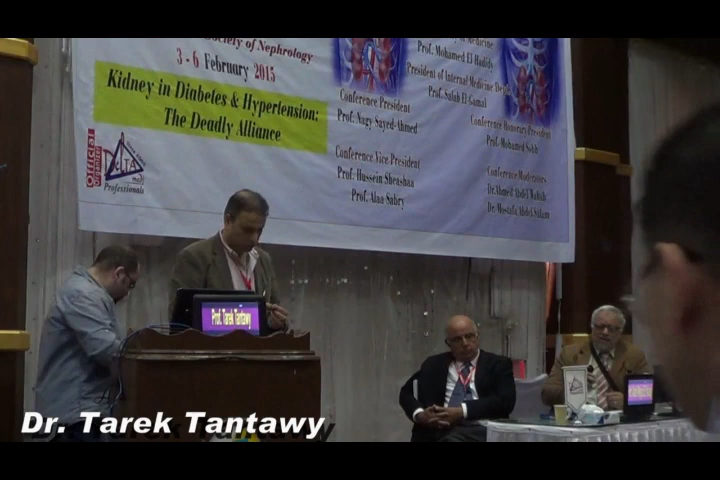 Society of Nephrology
3 - 6 February 2015
Kidney in Diabetes & Hypertension:
The Deadly Alliance
Official
DELTA
Professionals
Conference President
Prof. Nagy Sayed-Ahmed
Conference Vice President
Prof. Hussein Sheashaa
Prof. Alaa Sabry
of Medicine
Prof. Mohamed El Hadidy
President of Internal Medicine
Prof. Salah El-Gamal
Conference Honorary President
Prof. Mohamed Sobh
Conference Moderators
Dr. Ahmed Abdel Wahab
Dr. Mostafa Abdel Salam
Prof. Tarek Tantawy
Dr. Tarek Tantawy